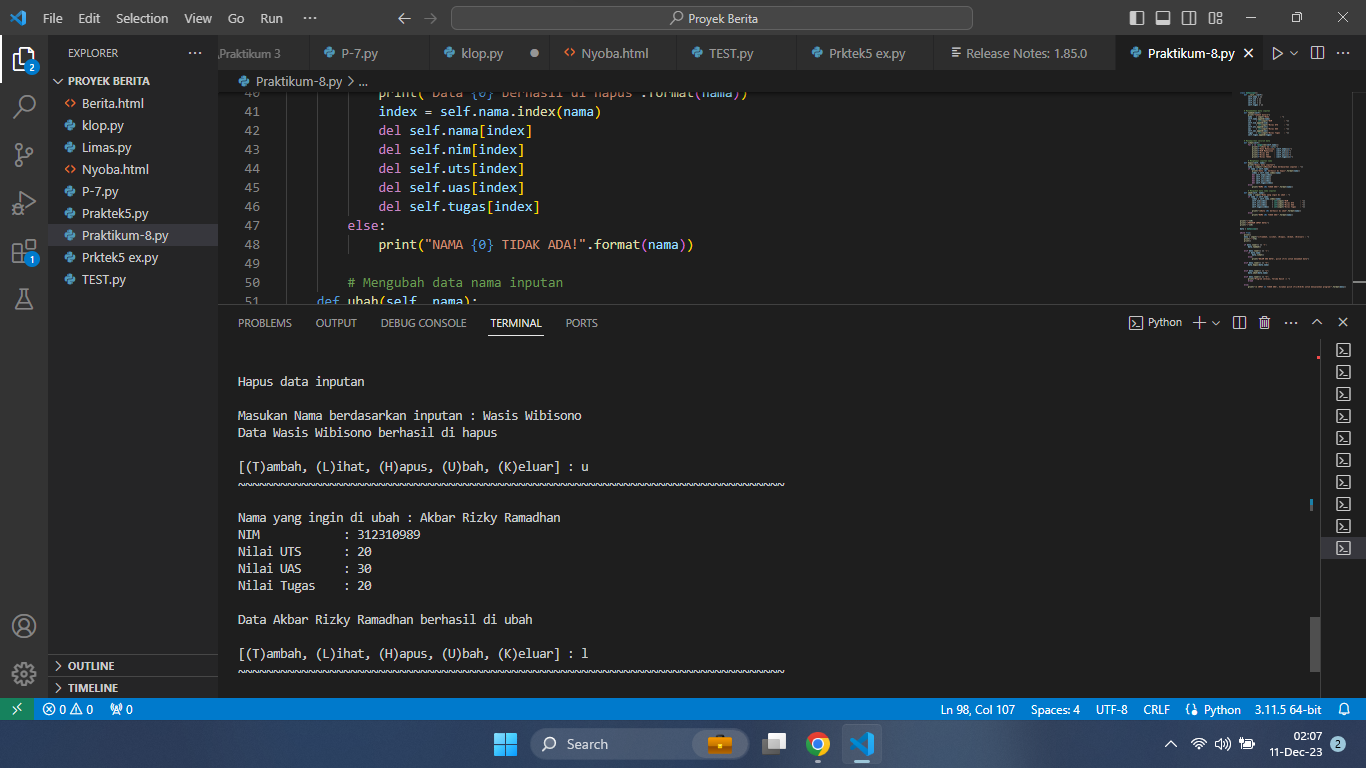 File Edit Selection View Go Run ··· Proyek Berita
EXPLORER ···
PROYEK BERITA
Berita.html
klop.py
Limas.py
Nyoba.html
P-7.py
Praktek5.py
Praktikum-8.py
Prktek5 ex.py
TEST.py
OUTLINE
TIMELINE
2
1
Praktikum 3 P-7.py klop.py Nyoba.html TEST.py Prktek5 ex.py Release Notes: 1.85.0 Praktikum-8.py
Praktikum-8.py > ...
40 print("Data {0} berhasil di hapus".format(nama))
41 index = self.nama.index(nama)
42 del self.nama[index]
43 del self.nim[index]
44 del self.uts[index]
45 del self.uas[index]
46 del self.tugas[index]
47 else:
48 print("NAMA {0} TIDAK ADA!".format(nama))
49
50 # Mengubah data nama inputan
51 def ubah(self, nama):
PROBLEMS OUTPUT DEBUG CONSOLE TERMINAL PORTS Python
Hapus data inputan
Masukan Nama berdasarkan inputan : Wasis Wibisono
Data Wasis Wibisono berhasil di hapus
[(T)ambah, (L)ihat, (H)apus, (U)bah, (K)eluar] : u
~~~~~~~~~~~~~~~~~~~~~~~~~~~~~~~~~~~~~~~~~~~~~~~~~~~~~~~~~~~~~~~~~~~~~~~~~~~~~~
Nama yang ingin di ubah : Akbar Rizky Ramadhan
NIM : 312310989
Nilai UTS : 20
Nilai UAS : 30
Nilai Tugas : 20
Data Akbar Rizky Ramadhan berhasil di ubah
[(T)ambah, (L)ihat, (H)apus, (U)bah, (K)eluar] : l
~~~~~~~~~~~~~~~~~~~~~~~~~~~~~~~~~~~~~~~~~~~~~~~~~~~~~~~~~~~~~~~~~~~~~~~~~~~~~~
0 0 0 Ln 98, Col 107 Spaces: 4 UTF-8 CRLF Python 3.11.5 64-bit
Search
02:07
11-Dec-23
2